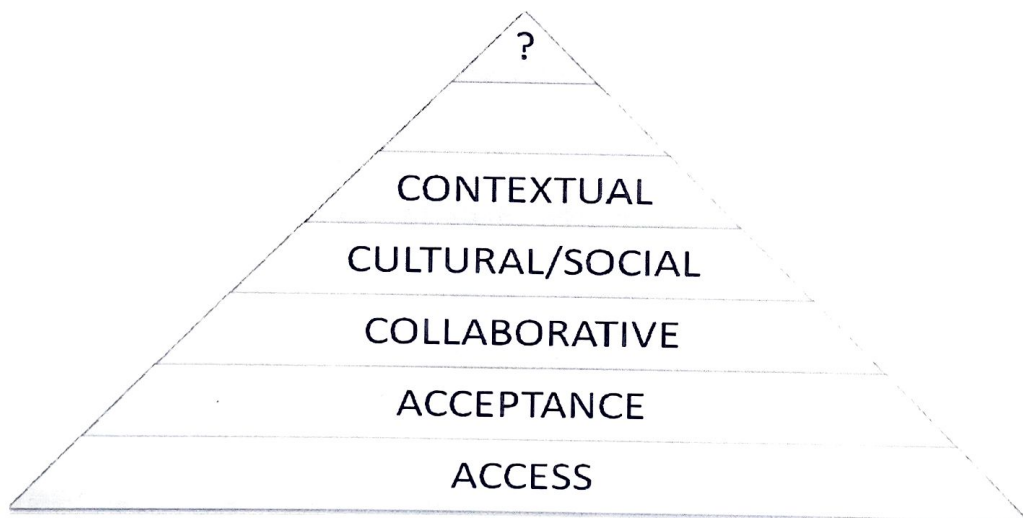 ?
CONTEXTUAL
CULTURAL/SOCIAL
COLLABORATIVE
ACCEPTANCE
ACCESS